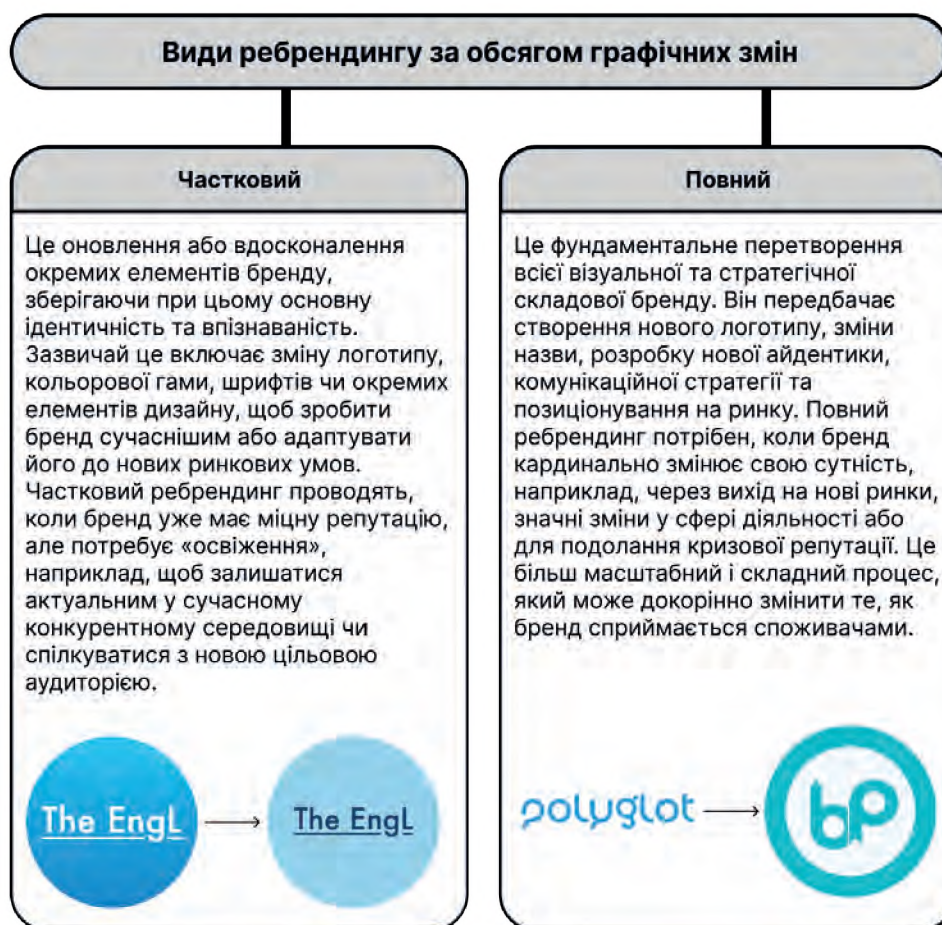 Види ребрендингу за обсягом графічних змін
Частковий
Це оновлення або вдосконалення
окремих елементів бренду,
зберігаючи при цьому основну
ідентичність та впізнаваність.
Зазвичай це включає зміну логотипу,
кольорової гами, шрифтів чи окремих
елементів дизайну, щоб зробити
бренд сучаснішим або адаптувати
його до нових ринкових умов.
Частковий ребрендинг проводять,
коли бренд уже має міцну репутацію,
але потребує «освіження»,
наприклад, щоб залишатися
актуальним у сучасному
конкурентному середовищі чи
спілкуватися з новою цільовою
аудиторією.
The EngL
The EngL
Повний
Це фундаментальне перетворення
всієї візуальної та стратегічної
складової бренду. Він передбачає
створення нового логотипу, зміни
назви, розробку нової айдентики,
комунікаційної стратегії та
позиціонування на ринку. Повний
ребрендинг потрібен, коли бренд
кардинально змінює свою сутність,
наприклад, через вихід на нові ринки,
значні зміни у сфері діяльності або
для подолання кризової репутації. Це
більш масштабний і складний процес,
який може докорінно змінити те, як
бренд сприймається споживачами.
polyglot
bp